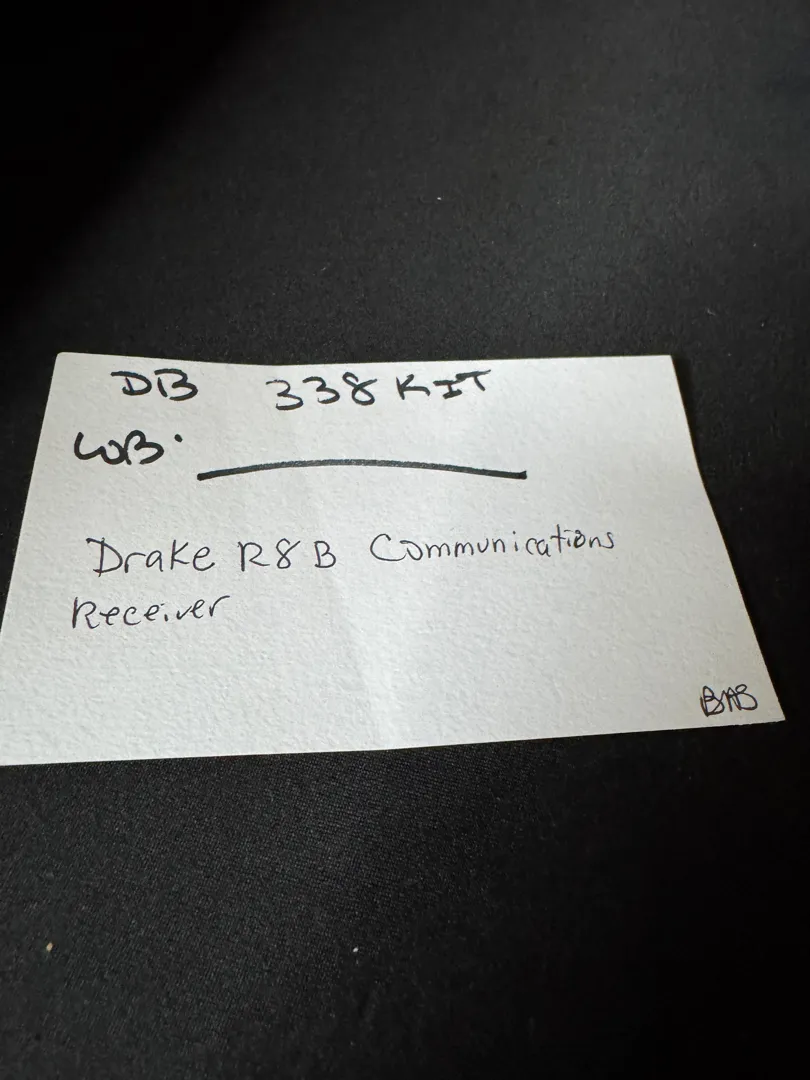 DB 338 KIT
WB.
Drake R8B Communications
Receiver
BAB